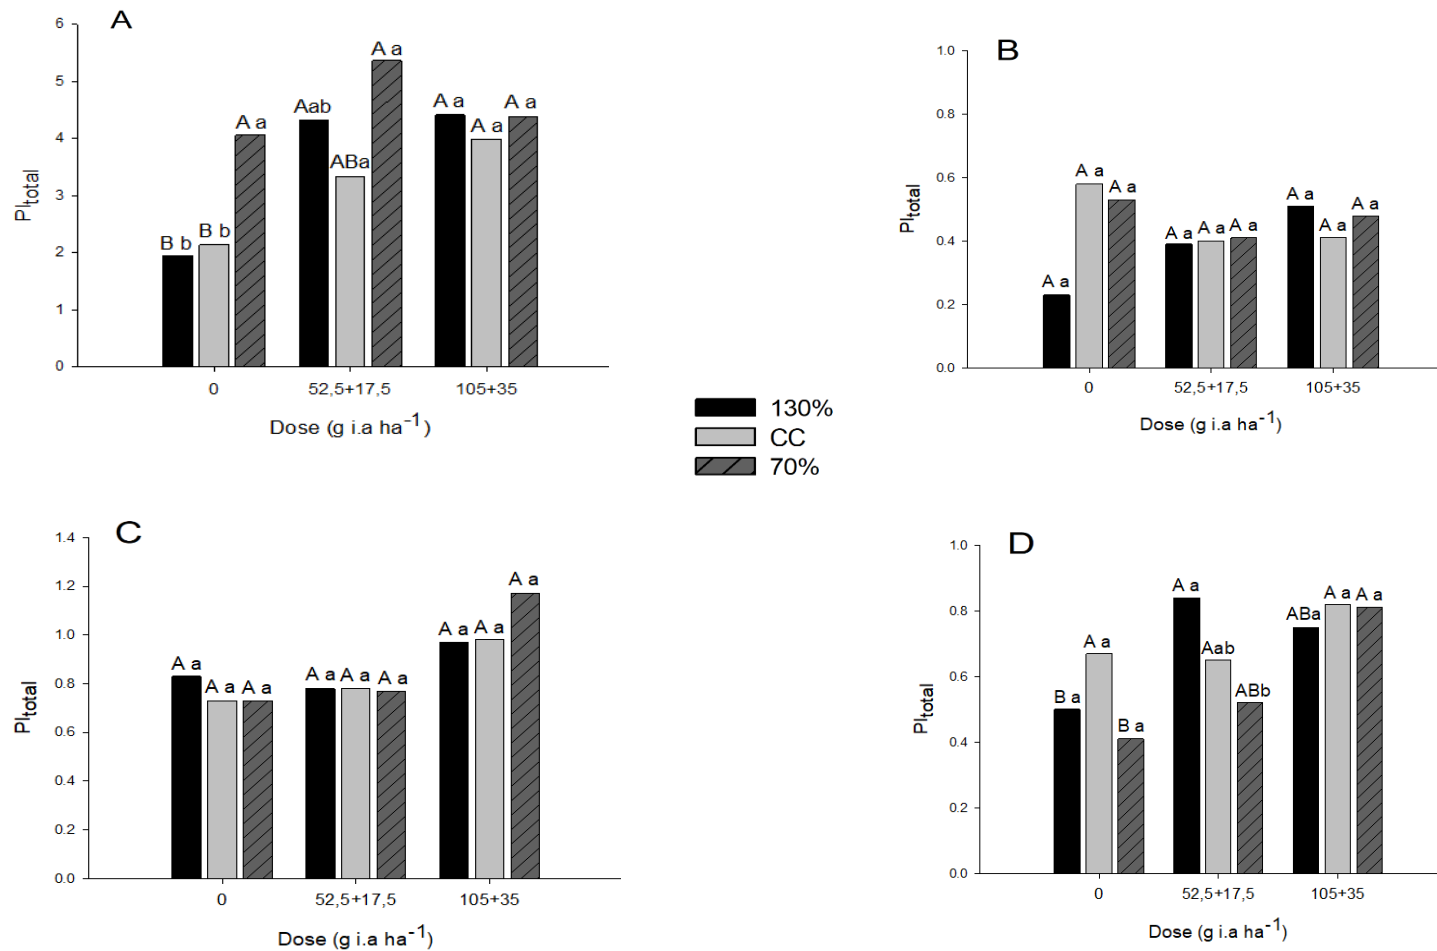 A
6
5
4
3
2
1
0
PItotal
B b
B b
A a
Aab
ABa
A a
A a
A a
A a
0
52,5+17,5
105+35
Dose (g i.a ha-1)
B
1.0
0.8
0.6
0.4
0.2
0.0
PItotal
A a
A a
A a
A a
A a
A a
A a
A a
A a
0
52,5+17,5
105+35
Dose (g i.a ha-1)
130%
CC
70%
C
1.4
1.2
1.0
0.8
0.6
0.4
0.2
0.0
PItotal
A a
A a
A a
A a
A a
A a
A a
A a
A a
0
52,5+17,5
105+35
Dose (g i.a ha-1)
D
1.0
0.8
0.6
0.4
0.2
0.0
PItotal
B a
A a
B a
A a
Aab
ABb
ABa
A a
A a
0
52,5+17,5
105+35
Dose (g i.a ha-1)